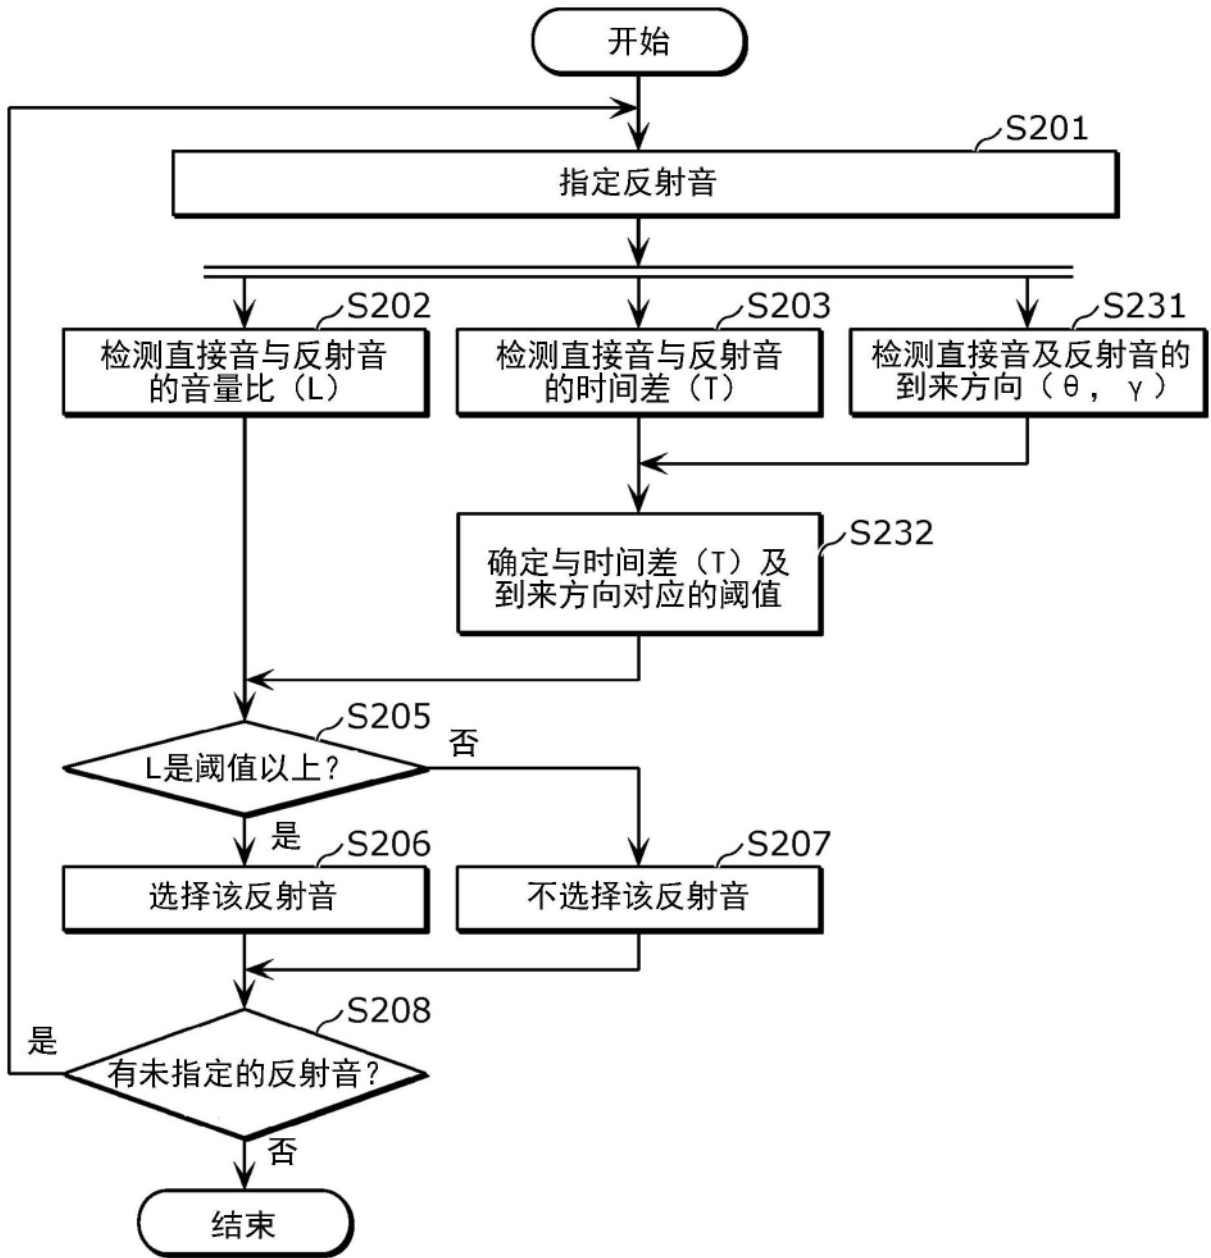 开始
S201
指定反射音
S202
检测直接音与反射音
的音量比（L）
S203
检测直接音与反射音
的时间差（T）
S231
检测直接音及反射音的
到来方向（θ，γ）
S232
确定与时间差（T）及
到来方向对应的阈值
S205
L是阈值以上？
否
是
S206
选择该反射音
S207
不选择该反射音
S208
有未指定的反射音？
是
否
结束